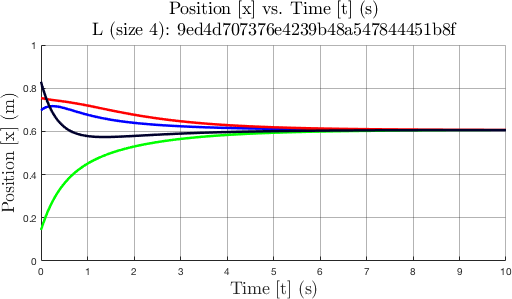 Position [x] vs. Time [t] (s)
L (size 4): 9ed4d707376e4239b48a547844451b8f
Position [x] (m)
1
0.8
0.6
0.4
0.2
0
0 1 2 3 4 5 6 7 8 9 10
Time [t] (s)